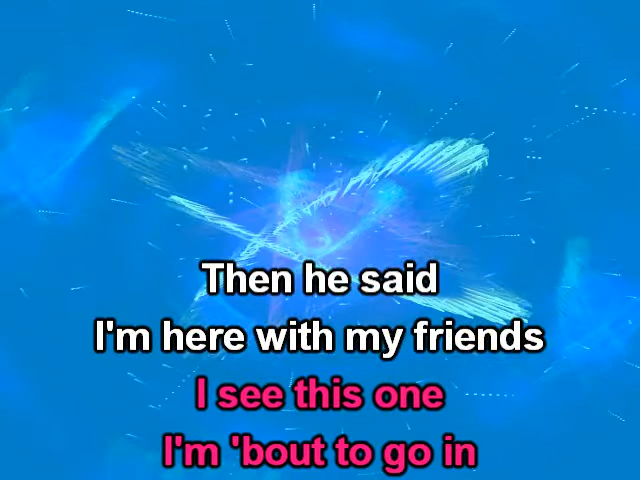 Then he said
I'm here with my friends
I see this one
I'm 'bout to go in